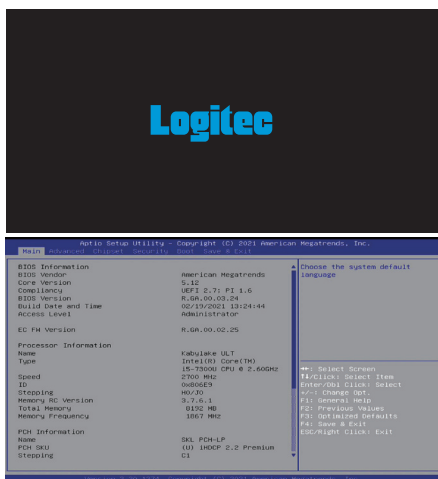 Logitec
Aptio Setup Utility - Copyright (C) 2021 American Megatrends, Inc.
Main Advanced Chipset Security Boot Save & Exit
BIOS Information
BIOS Vendor American Megatrends
Core Version 5.12
Compliancy UEFI 2.7; PI 1.6
BIOS Version R.GA.00.03.24
Build Date and Time 02/19/2021 13:24:44
Access Level Administrator
EC FW Version R.GA.00.02.25
Processor Information
Name Kabylake ULT
Type Intel(R) Core(TM)
i5-7300U CPU @ 2.60GHz
Speed 2700 MHz
ID 0x806E9
Stepping H0/J0
Memory RC Version 3.7.6.1
Total Memory 8192 MB
Memory Frequency 1867 MHz
PCH Information
Name SKL PCH-LP
PCH SKU (U) iHDCP 2.2 Premium
Stepping C1
Choose the system default
language
: Select Screen
/Click: Select Item
Enter/Dbl Click: Select
+/-: Change Opt.
F1: General Help
F2: Previous Values
F3: Optimized Defaults
F4: Save & Exit
ESC/Right Click: Exit